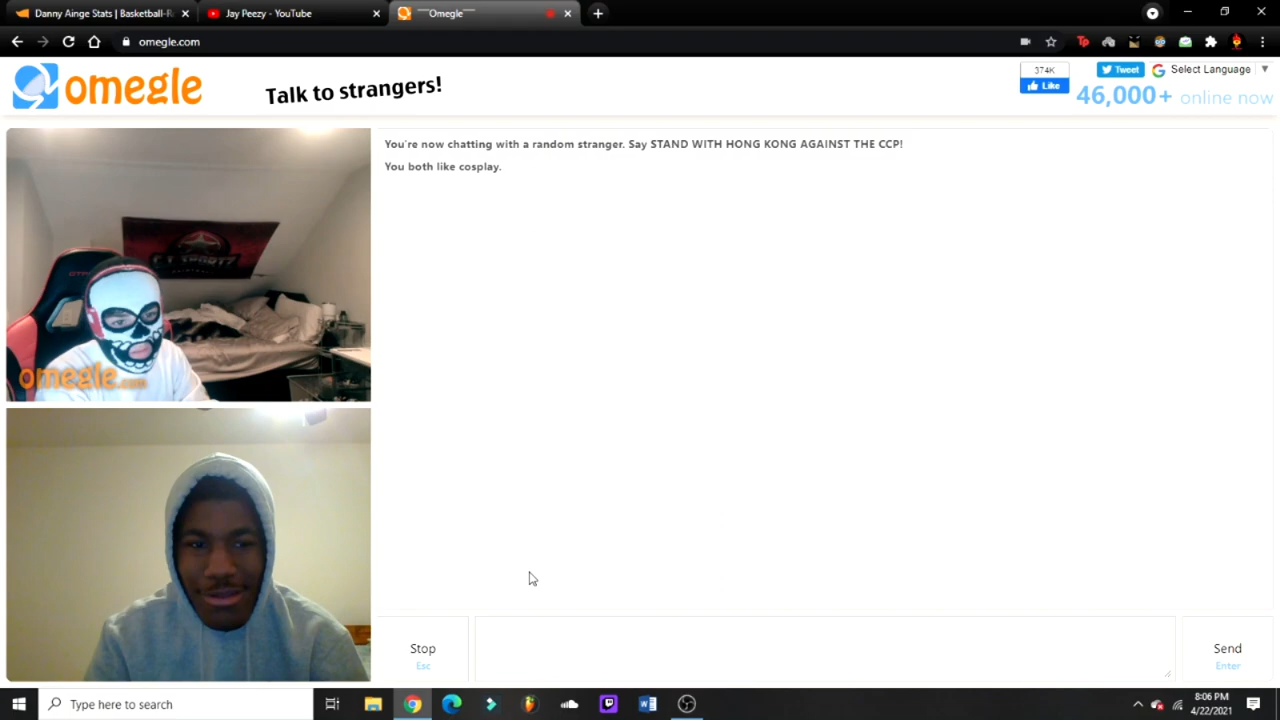 Danny Ainge Stats | Basketball-R
Jay Peezy - YouTube
Omegle
omegle.com
omegle
Talk to strangers!
374K
Like
Tweet
Select Language
46,000+ online now
You're now chatting with a random stranger. Say STAND WITH HONG KONG AGAINST THE CCP!
You both like cosplay.
omegle.com
Stop
Esc
Send
Enter
Type here to search
8:06 PM
4/22/2021